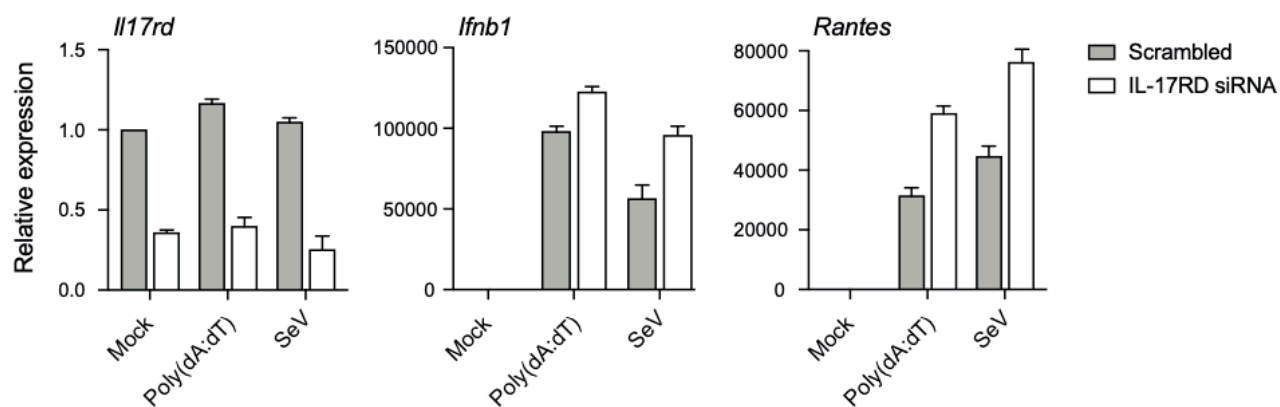 Il17rd
Relative expression
1.5
1.0
0.5
0.0
Mock
Poly(dA:dT)
SeV
Ifnb1
150000
100000
50000
0
Mock
Poly(dA:dT)
SeV
Rantes
80000
60000
40000
20000
0
Mock
Poly(dA:dT)
SeV
Scrambled
IL-17RD siRNA